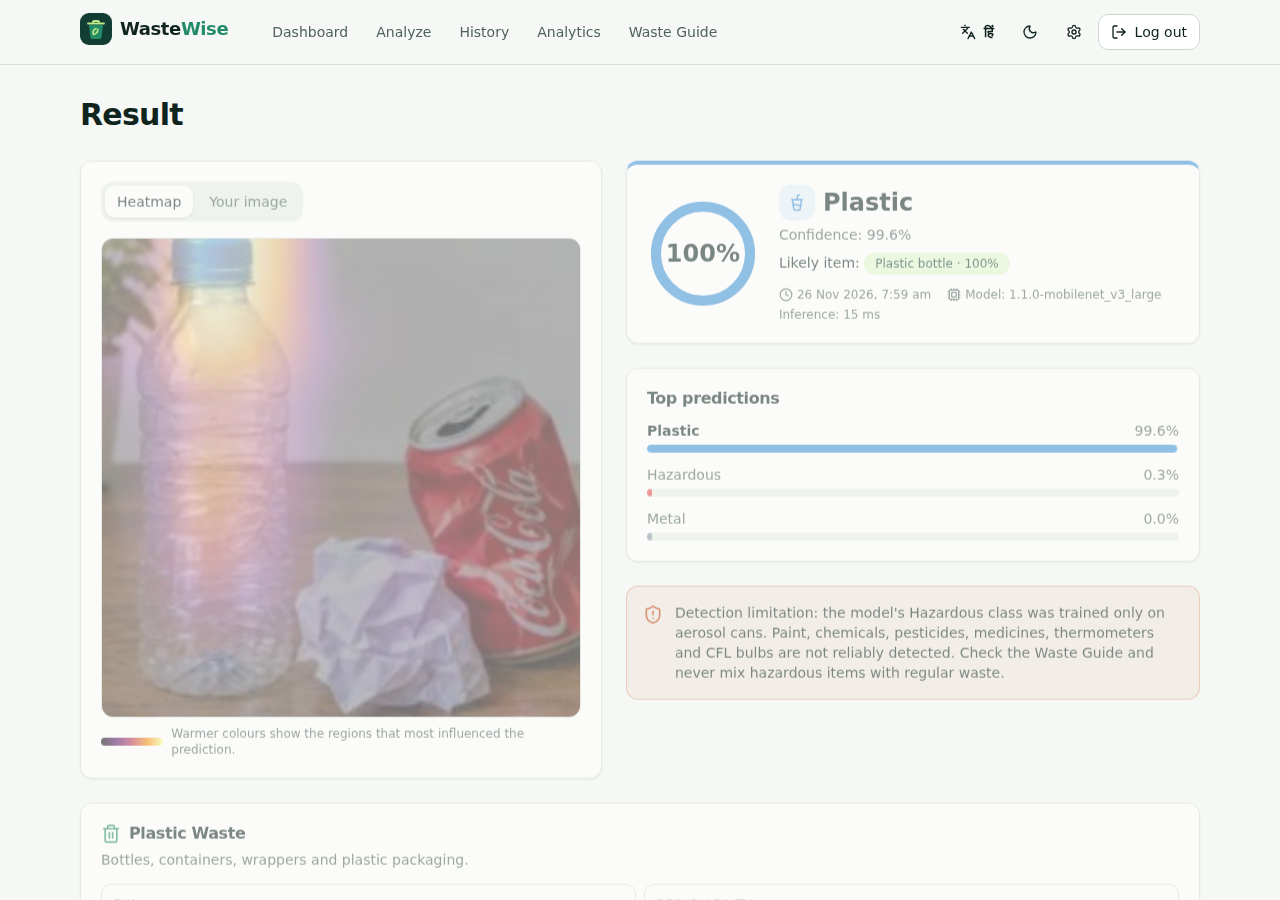 WasteWise
Dashboard
Analyze
History
Analytics
Waste Guide
हिं
Log out
Result
Heatmap
Your image
Coca-Cola
Warmer colours show the regions that most influenced the
prediction.
100%
Plastic
Confidence: 99.6%
Likely item: Plastic bottle · 100%
26 Nov 2026, 7:59 am
Model: 1.1.0-mobilenet_v3_large
Inference: 15 ms
Top predictions
Plastic 99.6%
Hazardous 0.3%
Metal 0.0%
Detection limitation: the model's Hazardous class was trained only on
aerosol cans. Paint, chemicals, pesticides, medicines, thermometers
and CFL bulbs are not reliably detected. Check the Waste Guide and
never mix hazardous items with regular waste.
Plastic Waste
Bottles, containers, wrappers and plastic packaging.